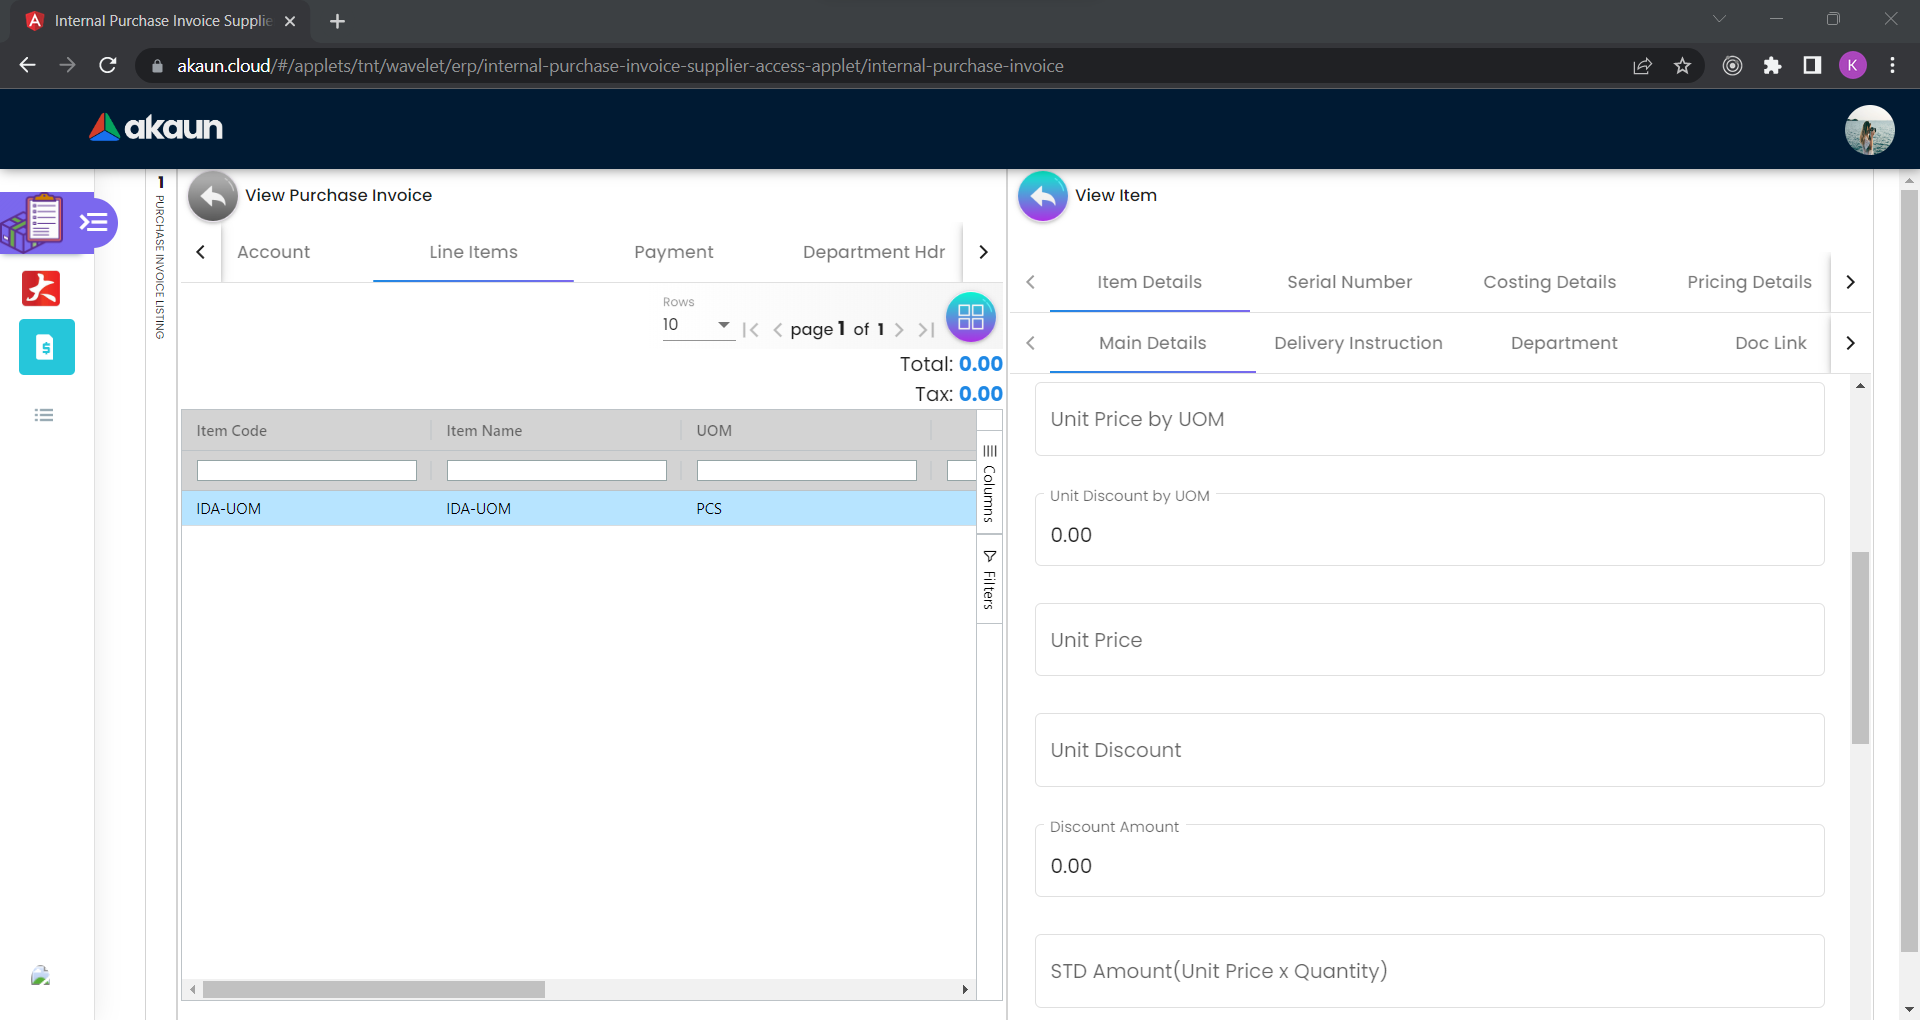 Internal Purchase Invoice Supplie
akaun.cloud/#/applets/tnt/wavelet/erp/internal-purchase-invoice-supplier-access-applet/internal-purchase-invoice
K
akaun
1 PURCHASE INVOICE LISTING
View Purchase Invoice
Account
Line Items
Payment
Department Hdr
Rows
10
page 1 of 1
Total: 0.00
Tax: 0.00
Item Code
Item Name
UOM
IDA-UOM
IDA-UOM
PCS
Columns
Filters
View Item
Item Details
Serial Number
Costing Details
Pricing Details
Main Details
Delivery Instruction
Department
Doc Link
Unit Price by UOM
Unit Discount by UOM
0.00
Unit Price
Unit Discount
Discount Amount
0.00
STD Amount(Unit Price x Quantity)